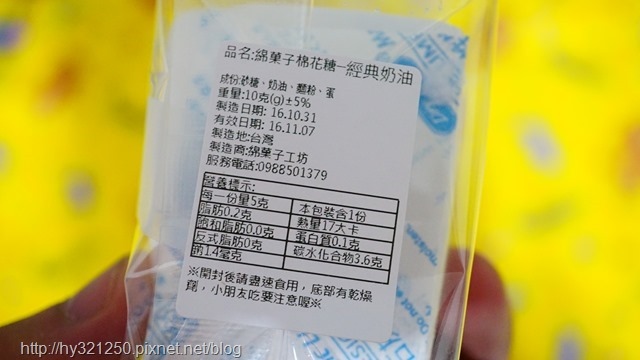 品名:綿菓子棉花糖-經典奶油
成份:砂糖、奶油、麵粉、蛋
重量:10克(g)±5%
製造日期: 16.10.31
有效日期: 16.11.07
製造地:台灣
製造商:綿菓子工坊
服務電話:0988501379
營養標示:
每一份量5克 本包裝含1份
脂肪0.2克 熱量17大卡
飽和脂肪0.0克 蛋白質0.1克
反式脂肪0克 碳水化合物3.6克
鈉1.4毫克
※開封後請盡速食用，底部有乾燥
劑，小朋友吃要注意喔※
http://hy321250.pixnet.net/blog